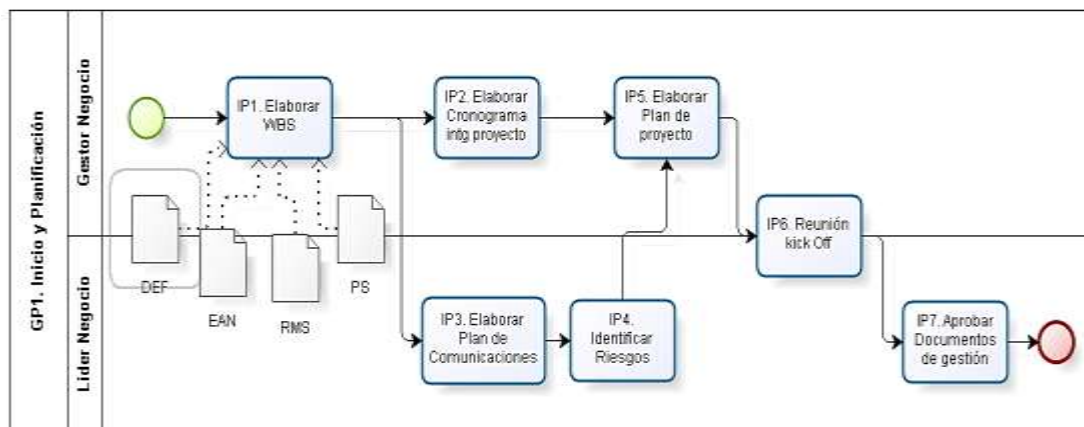 GP1. Inicio y Planificación
Gestor Negocio
IP1. Elaborar
WBS
IP2. Elaborar
Cronograma
intg proyecto
IP5. Elaborar
Plan de
proyecto
IP6. Reunión
kick Off
DEF
EAN
RMS
PS
Lider Negocio
IP3. Elaborar
Plan de
Comunicaciones
IP4.
Identificar
Riesgos
IP7. Aprobar
Documentos
de gestión